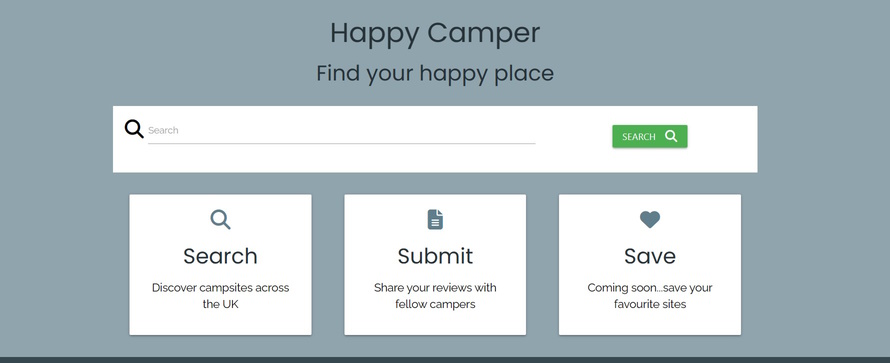 Happy Camper
Find your happy place
Search
SEARCH
Search
Discover campsites across
the UK
Submit
Share your reviews with
fellow campers
Save
Coming soon...save your
favourite sites